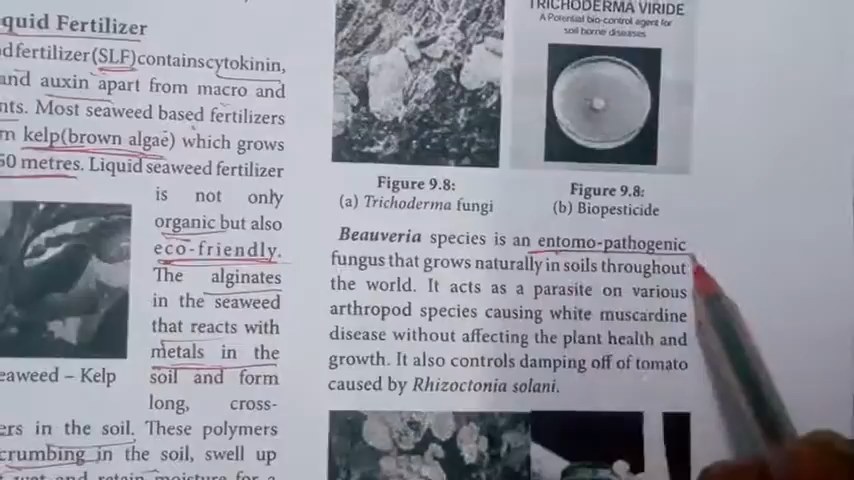 quid Fertilizer
d fertilizer (SLF) contains cytokinin,
and auxin apart from macro and
nts. Most seaweed based fertilizers
m kelp(brown algae) which grows
50 metres. Liquid seaweed fertilizer
is not only
organic but also
eco-friendly.
The alginates
in the seaweed
that reacts with
metals in the
soil and form
long, cross-
ers in the soil. These polymers
crumbing in the soil, swell up
eaweed – Kelp
TRICHODERMA VIRIDE
A Potential bio-control agent for
soil borne diseases
Figure 9.8:
(a) Trichoderma fungi
Figure 9.8:
(b) Biopesticide
Beauveria species is an entomo-pathogenic
fungus that grows naturally in soils throughout
the world. It acts as a parasite on various
arthropod species causing white muscardine
disease without affecting the plant health and
growth. It also controls damping off of tomato
caused by Rhizoctonia solani.